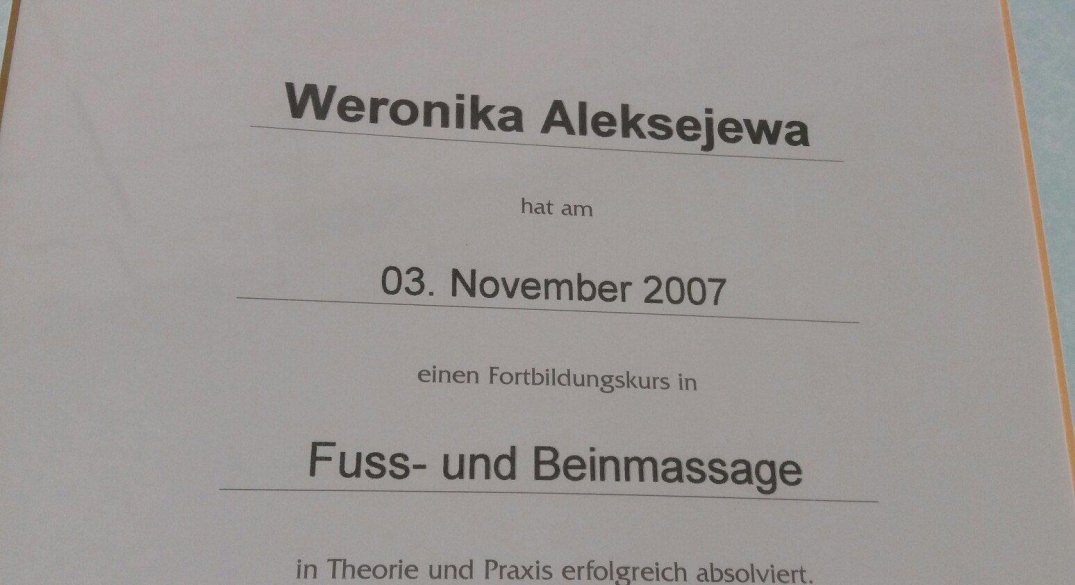 Weronika Aleksejewa
hat am
03. November 2007
einen Fortbildungskurs in
Fuss- und Beinmassage
in Theorie und Praxis erfolgreich absolviert.